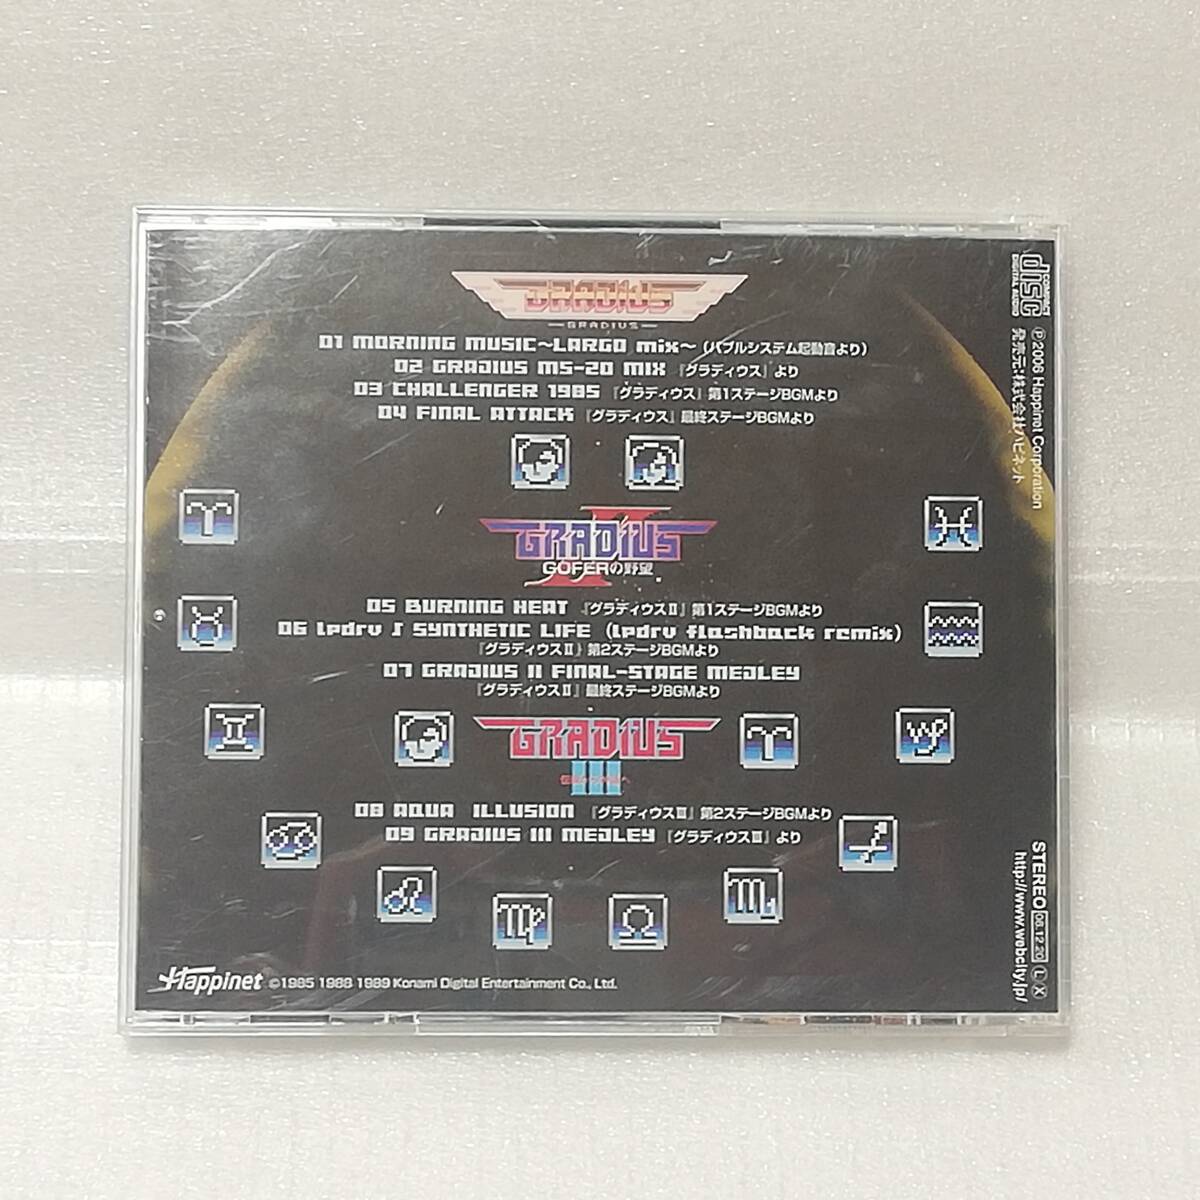 GRADIUS
GRADIUS
01 MORNING MUSIC〜LARGO mix〜（バブルシステム起動音より）
02 GRADIUS MS-20 MIX 『グラディウス』より
03 CHALLENGER 1985 『グラディウス』第1ステージBGMより
04 FINAL ATTACK 『グラディウス』最終ステージBGMより
GRADIUS II
GOFERの野望
05 BURNING HEAT 『グラディウスⅡ』第1ステージBGMより
06 lpdrv ♪ SYNTHETIC LIFE (lpdrv flashback remix)
『グラディウスⅡ』第2ステージBGMより
07 GRADIUS II FINAL-STAGE MEDLEY
『グラディウスⅡ』最終ステージBGMより
GRADIUS
III
08 AQUA ILLUSION 『グラディウスⅢ』第2ステージBGMより
09 GRADIUS III MEDLEY 『グラディウスⅢ』より
Happinet ©1985 1988 1989 Konami Digital Entertainment Co., Ltd.
COMPACT
disc
DIGITAL AUDIO
Ⓟ2006 Happinet Corporation
発売元:株式会社ハピネット
STEREO 06.12.20 Ⓛ Ⓧ
http://www.webcity.jp/